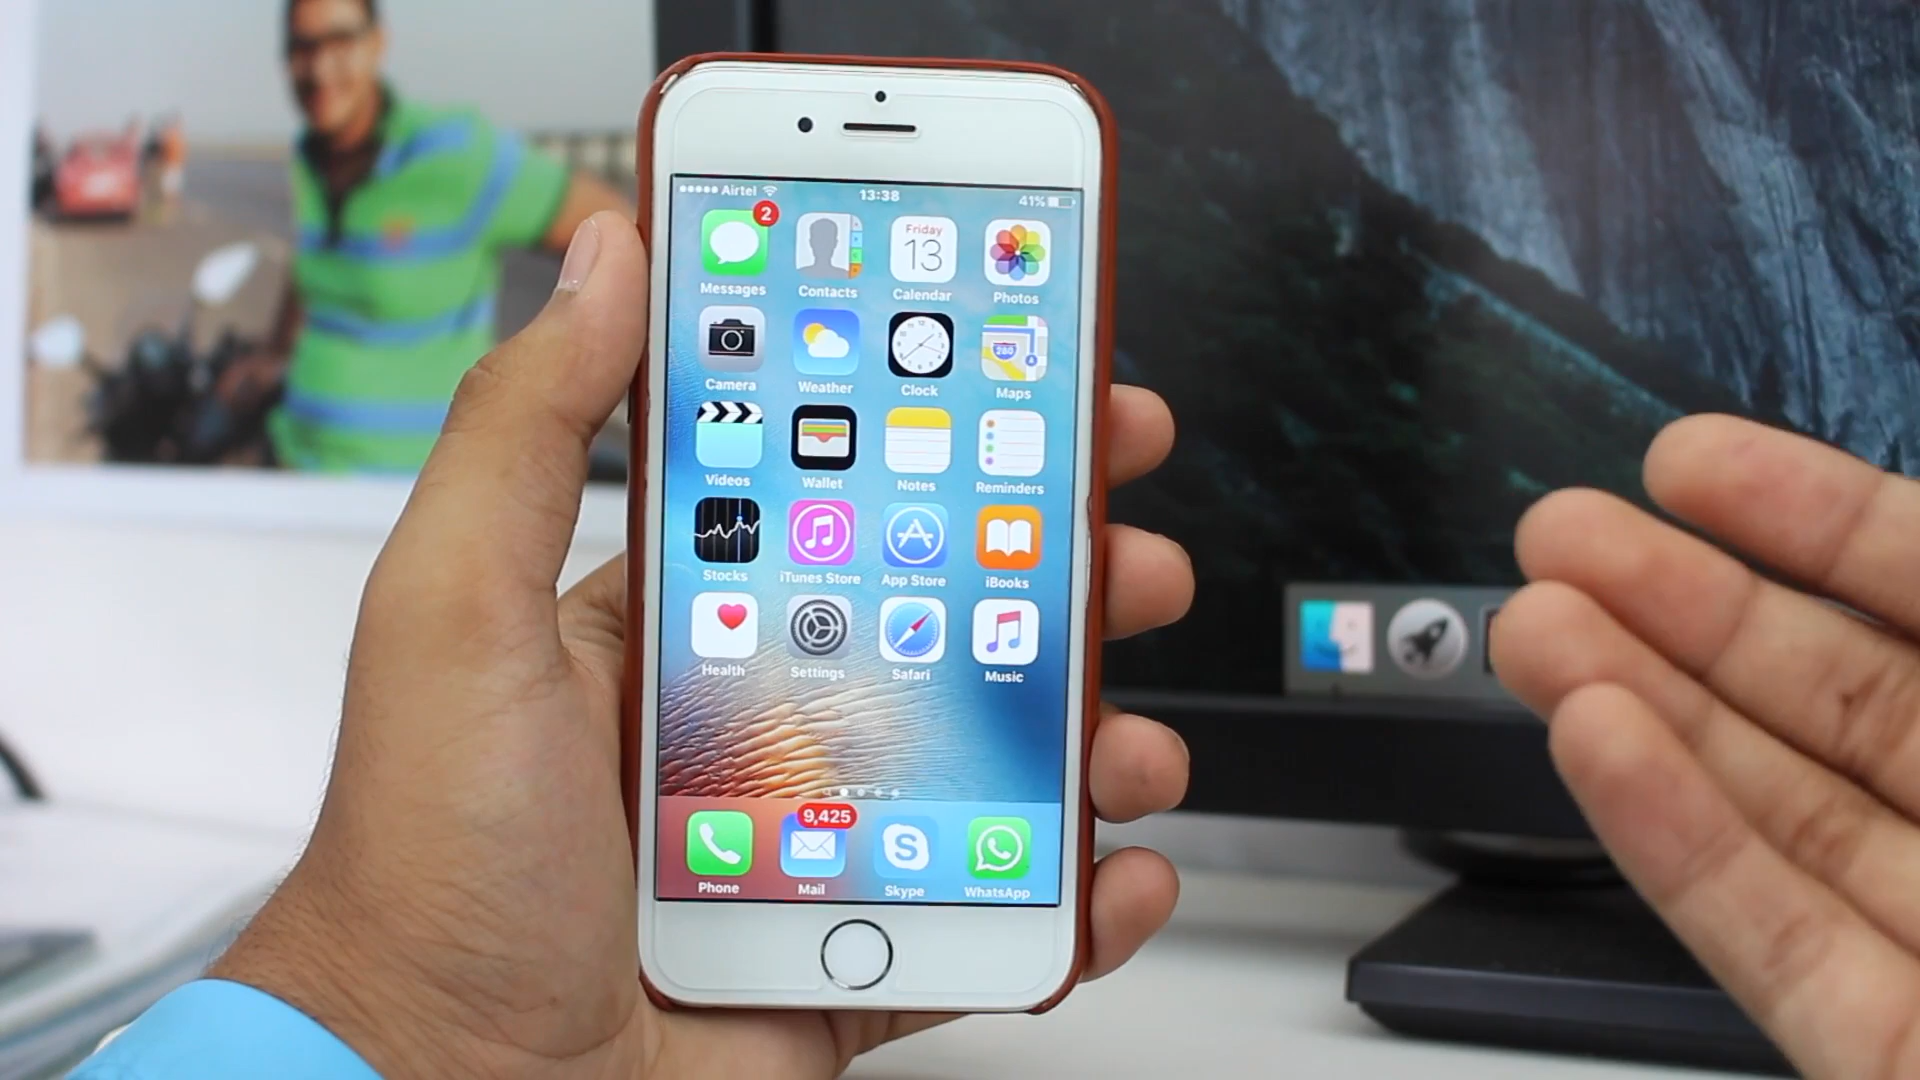 Airtel 13:38 41%
2
Friday
13
Messages Contacts Calendar Photos
280
Camera Weather Clock Maps
Videos Wallet Notes Reminders
Stocks iTunes Store App Store iBooks
Health Settings Safari Music
9,425
Phone Mail Skype WhatsApp